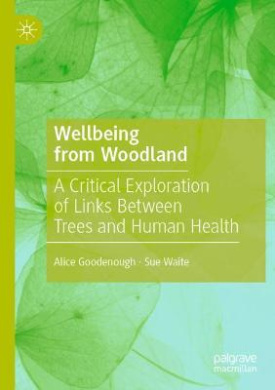 Wellbeing
from Woodland
A Critical Exploration
of Links Between
Trees and Human Health
Alice Goodenough · Sue Waite
palgrave
macmillan